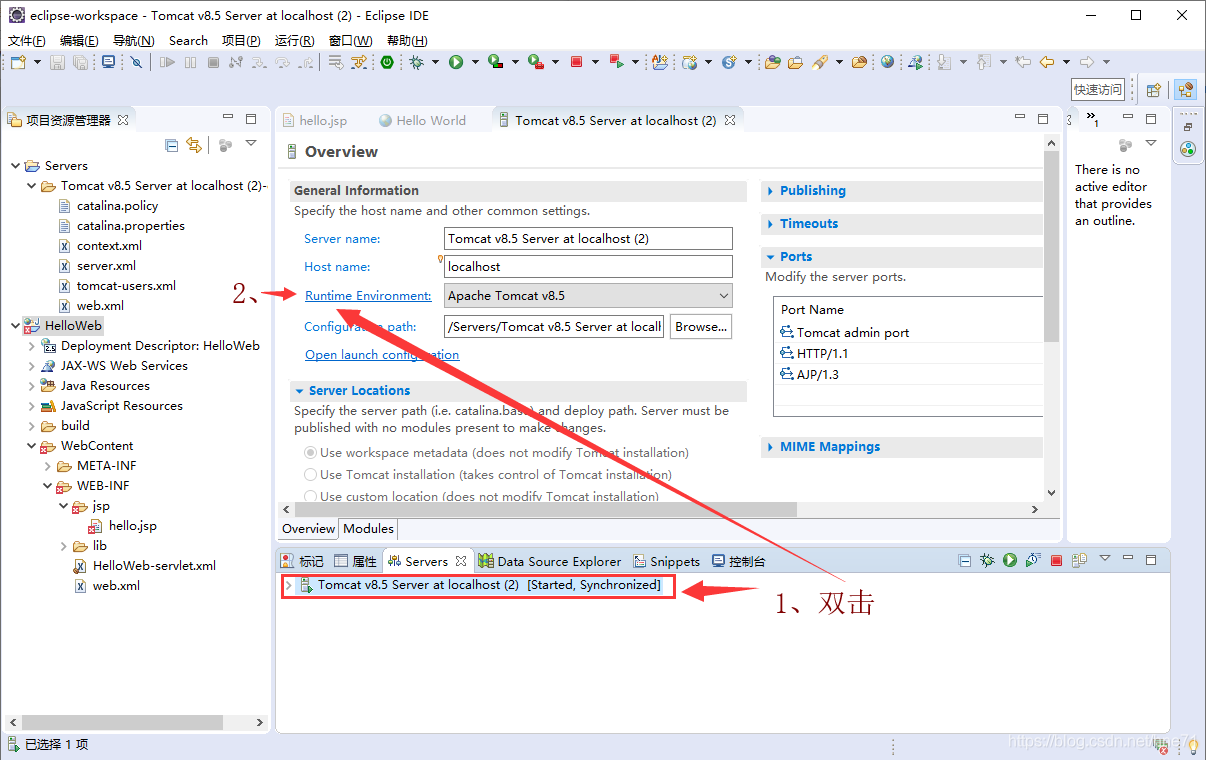 eclipse-workspace - Tomcat v8.5 Server at localhost (2) - Eclipse IDE
文件(F) 编辑(E) 导航(N) Search 项目(P) 运行(R) 窗口(W) 帮助(H)
快速访问
项目资源管理器
Servers
Tomcat v8.5 Server at localhost (2)-
catalina.policy
catalina.properties
context.xml
server.xml
tomcat-users.xml
web.xml
HelloWeb
Deployment Descriptor: HelloWeb
JAX-WS Web Services
Java Resources
JavaScript Resources
build
WebContent
META-INF
WEB-INF
jsp
hello.jsp
lib
HelloWeb-servlet.xml
web.xml
hello.jsp Hello World Tomcat v8.5 Server at localhost (2)
Overview
General Information
Specify the host name and other common settings.
Server name: Tomcat v8.5 Server at localhost (2)
Host name: localhost
2、
Runtime Environment: Apache Tomcat v8.5
Configuration path: /Servers/Tomcat v8.5 Server at localh Browse...
Open launch configuration
Server Locations
Specify the server path (i.e. catalina.base) and deploy path. Server must be
published with no modules present to make changes.
Use workspace metadata (does not modify Tomcat installation)
Use Tomcat installation (takes control of Tomcat installation)
Use custom location (does not modify Tomcat installation)
Publishing
Timeouts
Ports
Modify the server ports.
Port Name
Tomcat admin port
HTTP/1.1
AJP/1.3
MIME Mappings
Overview Modules
»1
There is no
active editor
that provides
an outline.
标记 属性 Servers Data Source Explorer Snippets 控制台
Tomcat v8.5 Server at localhost (2) [Started, Synchronized]
1、双击
已选择 1 项